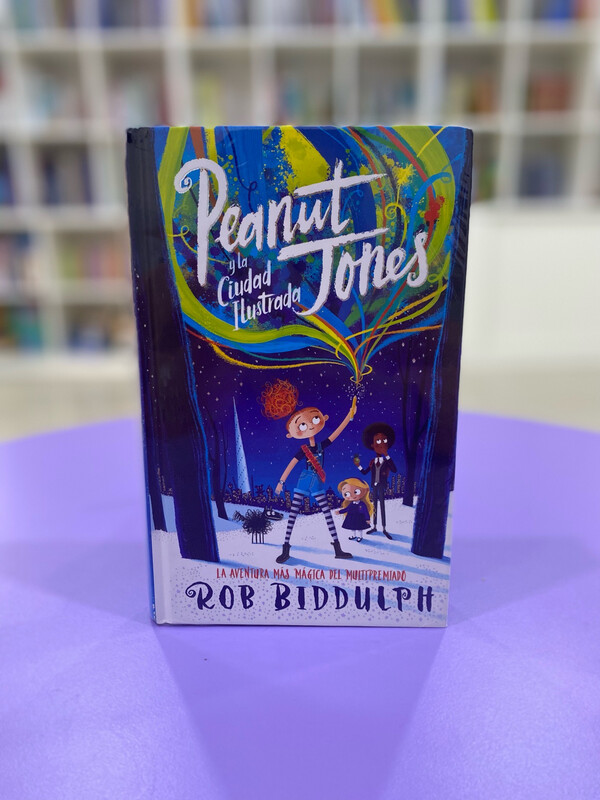 Peanut
y la
Ciudad
Ilustrada
Jones
LA AVENTURA MÁS MÁGICA DEL MULTIPREMIADO
ROB BIDDULPH